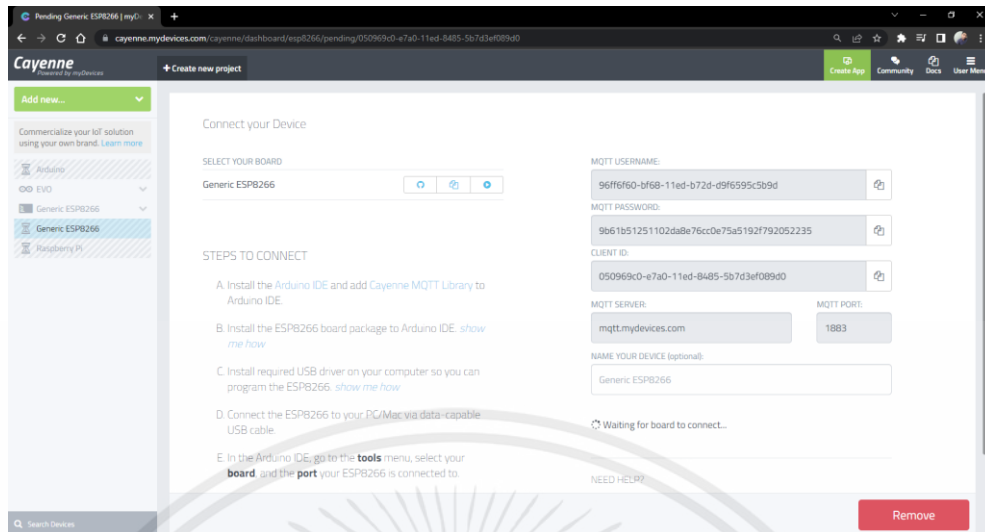 Pending Generic ESP8266 | myD
cayenne.mydevices.com/cayenne/dashboard/esp8266/pending/050969c0-e7a0-11ed-8485-5b7d3ef089d0
Cayenne
Powered by myDevices
+ Create new project
Create App
Community
Docs
User Menu
Add new...
Commercialize your IoT solution
using your own brand. Learn more
Arduino
EVO
Generic ESP8266
Generic ESP8266
Raspberry Pi
Search Devices
Connect your Device
SELECT YOUR BOARD
Generic ESP8266
STEPS TO CONNECT
A. Install the Arduino IDE and add Cayenne MQTT Library to
Arduino IDE.
B. Install the ESP8266 board package to Arduino IDE. show
me how
C. Install required USB driver on your computer so you can
program the ESP8266. show me how
D. Connect the ESP8266 to your PC/Mac via data-capable
USB cable.
E. In the Arduino IDE, go to the tools menu, select your
board, and the port your ESP8266 is connected to.
MQTT USERNAME:
96ff6f60-bf68-11ed-b72d-d9f6595c5b9d
MQTT PASSWORD:
9b61b51251102da8e76cc0e75a5192f792052235
CLIENT ID:
050969c0-e7a0-11ed-8485-5b7d3ef089d0
MQTT SERVER:
MQTT PORT:
mqtt.mydevices.com
1883
NAME YOUR DEVICE (optional):
Generic ESP8266
Waiting for board to connect...
NEED HELP?
Remove